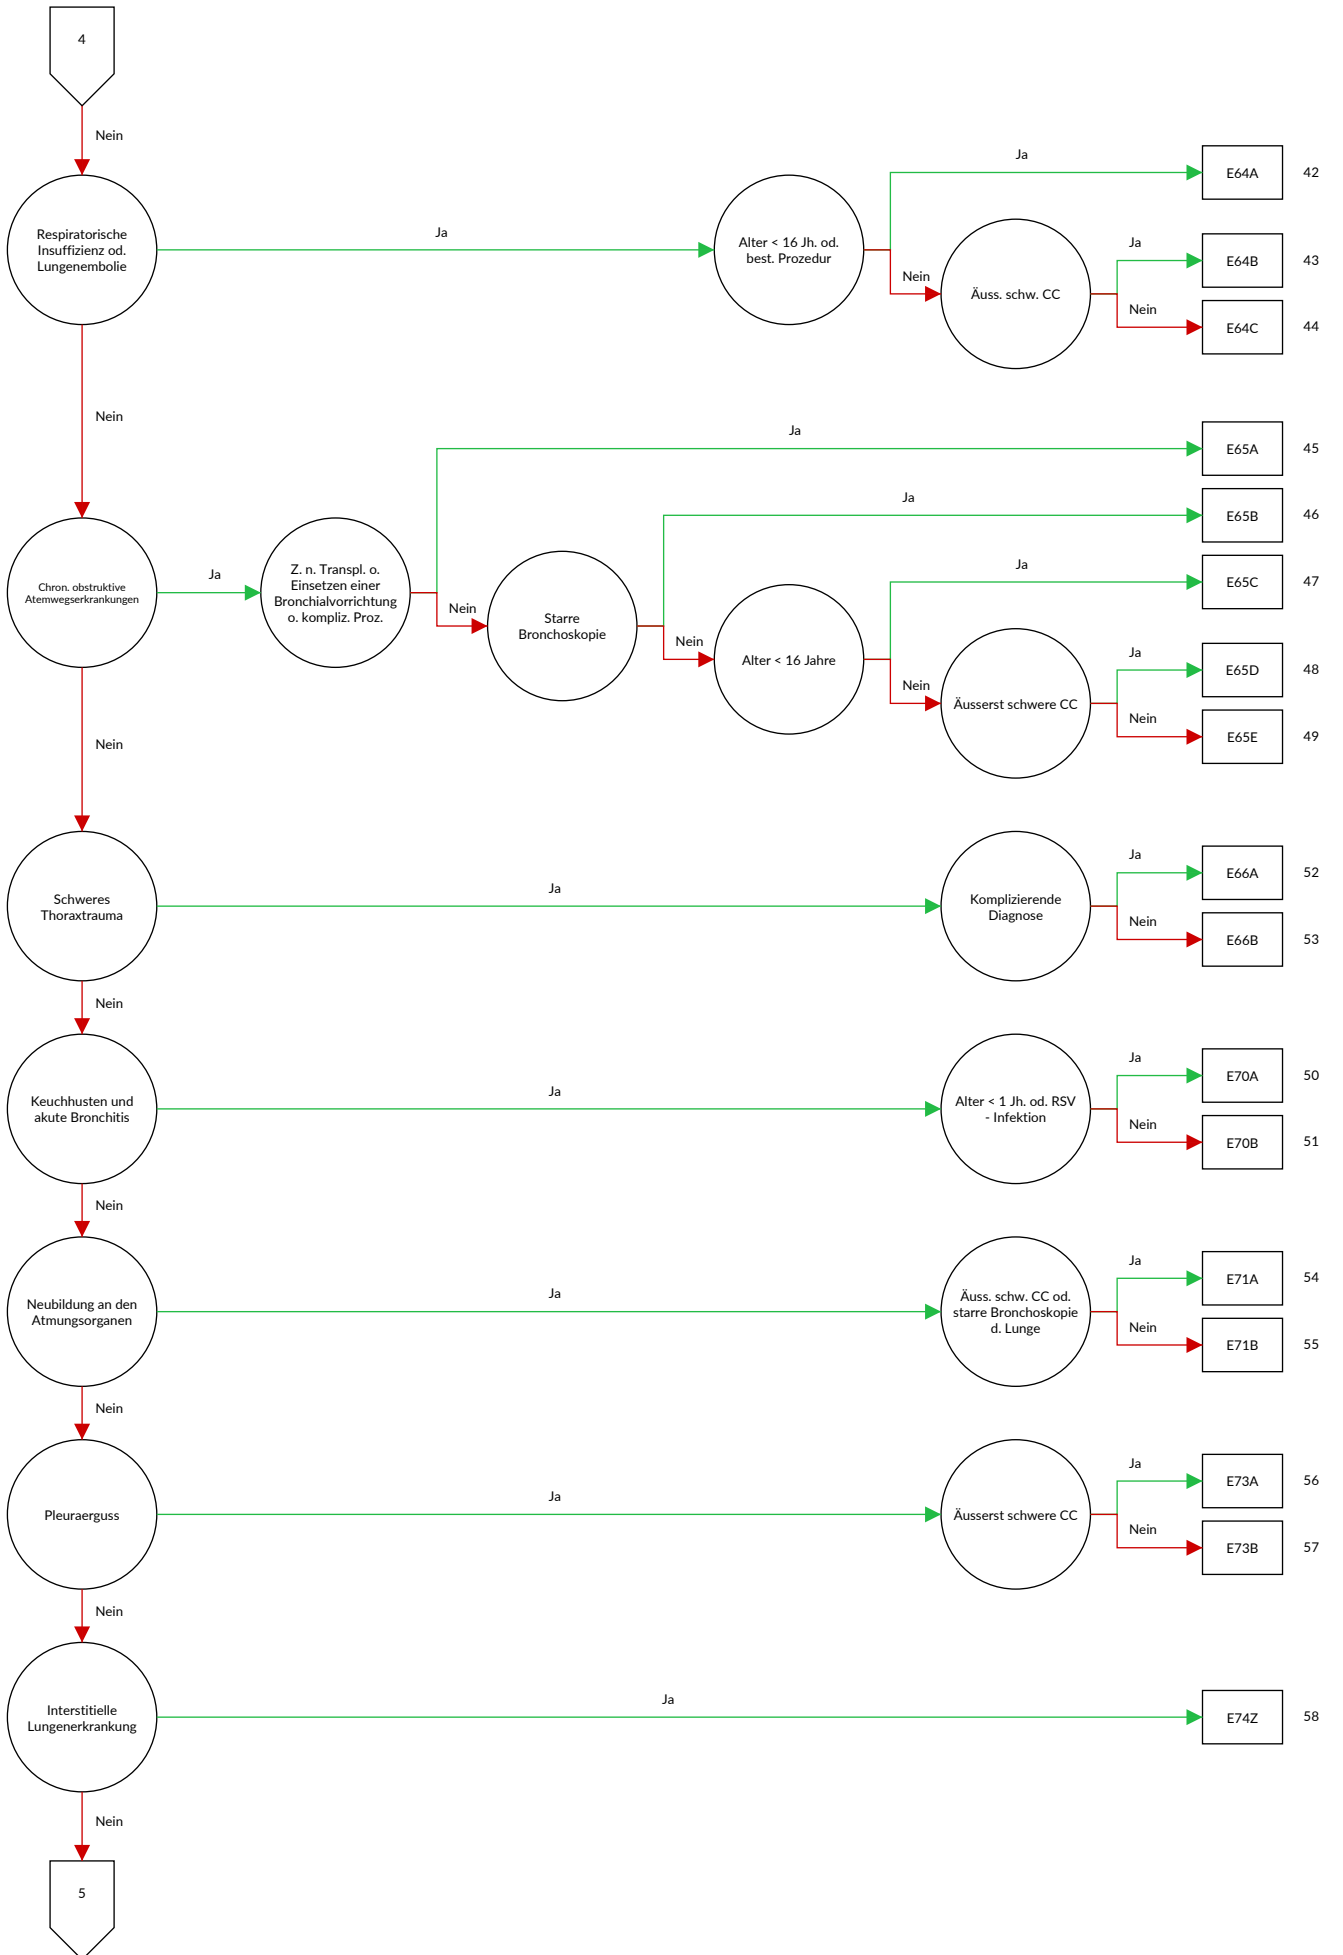 4
Nein
Respiratorische
Insuffizienz od.
Lungenembolie
Ja
Alter < 16 Jh. od.
best. Prozedur
Ja
E64A
42
Nein
Äuss. schw. CC
Ja
E64B
43
Nein
E64C
44
Nein
Chron. obstruktive
Atemwegserkrankungen
Ja
Z. n. Transpl. o.
Einsetzen einer
Bronchialvorrichtung
o. kompliz. Proz.
Ja
E65A
45
Nein
Starre
Bronchoskopie
Ja
E65B
46
Nein
Alter < 16 Jahre
Ja
E65C
47
Nein
Äusserst schwere CC
Ja
E65D
48
Nein
E65E
49
Nein
Schweres
Thoraxtrauma
Ja
Komplizierende
Diagnose
Ja
E66A
52
Nein
E66B
53
Nein
Keuchhusten und
akute Bronchitis
Ja
Alter < 1 Jh. od. RSV
- Infektion
Ja
E70A
50
Nein
E70B
51
Nein
Neubildung an den
Atmungsorganen
Ja
Äuss. schw. CC od.
starre Bronchoskopie
d. Lunge
Ja
E71A
54
Nein
E71B
55
Nein
Pleuraerguss
Ja
Äusserst schwere CC
Ja
E73A
56
Nein
E73B
57
Nein
Interstitielle
Lungenerkrankung
Ja
E74Z
58
Nein
5